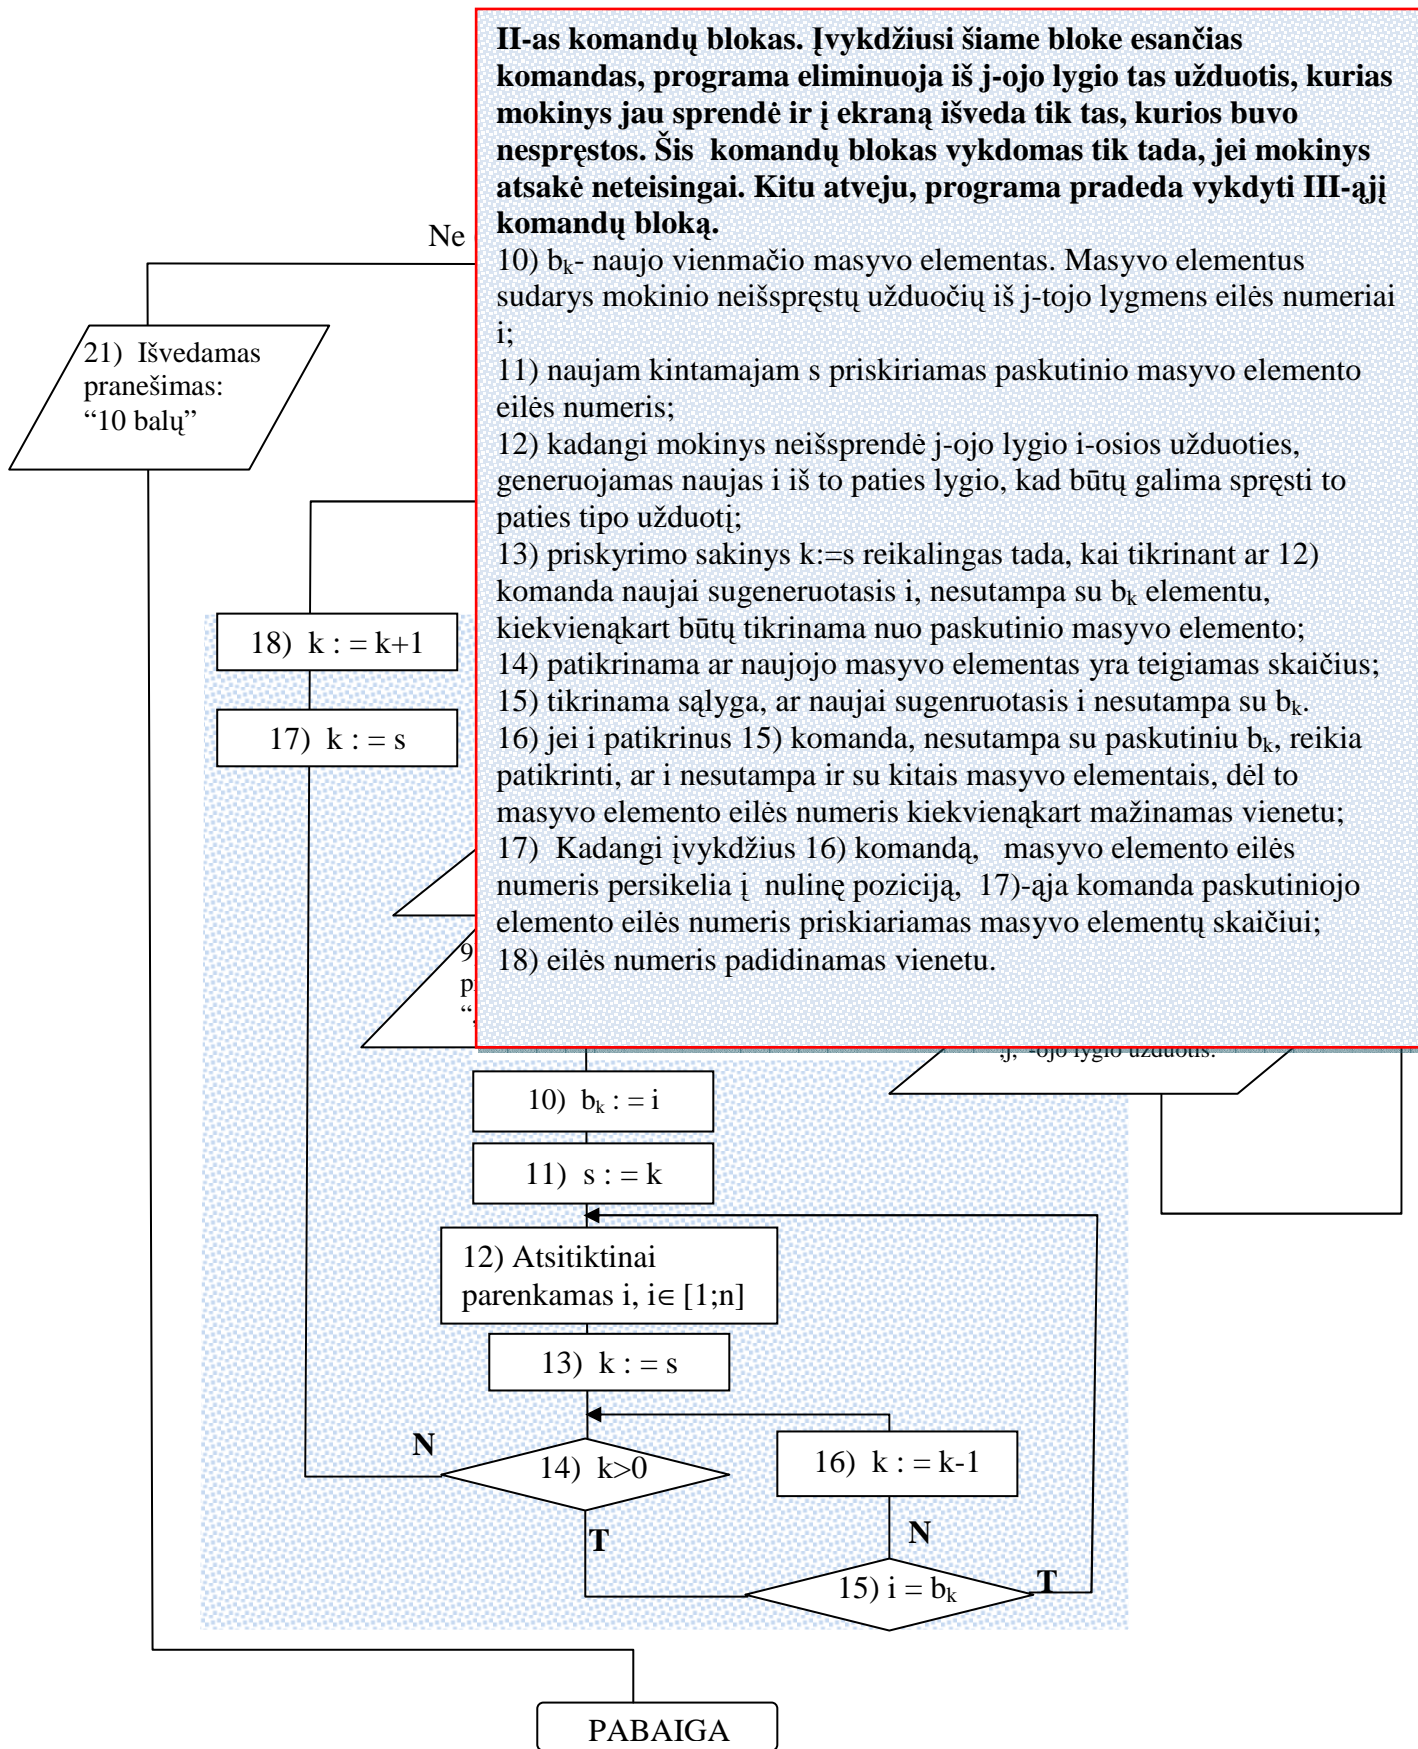 II-as komandų blokas. Įvykdžiusi šiame bloke esančias
komandas, programa eliminuoja iš j-ojo lygio tas užduotis, kurias
mokinys jau sprendė ir į ekraną išveda tik tas, kurios buvo
nespręstos. Šis komandų blokas vykdomas tik tada, jei mokinys
atsakė neteisingai. Kitu atveju, programa pradeda vykdyti III-ąjį
komandų bloką.
10) bk- naujo vienmačio masyvo elementas. Masyvo elementus
sudarys mokinio neišspręstų užduočių iš j-tojo lygmens eilės numeriai
i;
11) naujam kintamajam s priskiriamas paskutinio masyvo elemento
eilės numeris;
12) kadangi mokinys neišsprendė j-ojo lygio i-osios užduoties,
generuojamas naujas i iš to paties lygio, kad būtų galima spręsti to
paties tipo užduotį;
13) priskyrimo sakinys k:=s reikalingas tada, kai tikrinant ar 12)
komanda naujai sugeneruotasis i, nesutampa su bk elementu,
kiekvienąkart būtų tikrinama nuo paskutinio masyvo elemento;
14) patikrinama ar naujojo masyvo elementas yra teigiamas skaičius;
15) tikrinama sąlyga, ar naujai sugenruotasis i nesutampa su bk.
16) jei i patikrinus 15) komanda, nesutampa su paskutiniu bk, reikia
patikrinti, ar i nesutampa ir su kitais masyvo elementais, dėl to
masyvo elemento eilės numeris kiekvienąkart mažinamas vienetu;
17) Kadangi įvykdžius 16) komandą, masyvo elemento eilės
numeris persikelia į nulinę poziciją, 17)-ąja komanda paskutiniojo
elemento eilės numeris priskiariamas masyvo elementų skaičiui;
18) eilės numeris padidinamas vienetu.
Ne
21) Išvedamas
pranešimas:
“10 balų”
18) k : = k+1
17) k : = s
9
-ojo lygio užduotis.
10) bk : = i
11) s : = k
12) Atsitiktinai
parenkamas i, i∈ [1;n]
13) k : = s
N
14) k>0
16) k : = k-1
T
N
15) i = bk
T
PABAIGA